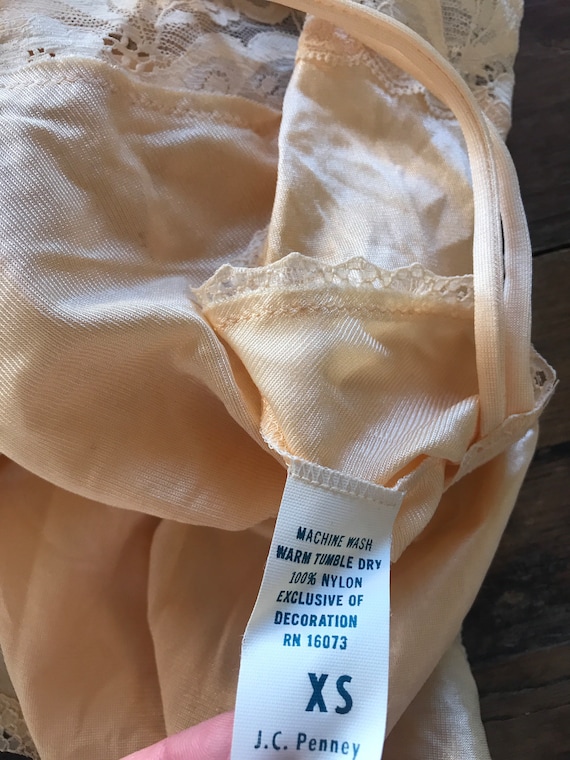 MACHINE WASH
WARM TUMBLE DRY
100% NYLON
EXCLUSIVE OF
DECORATION
RN 16073
XS
J.C. Penney